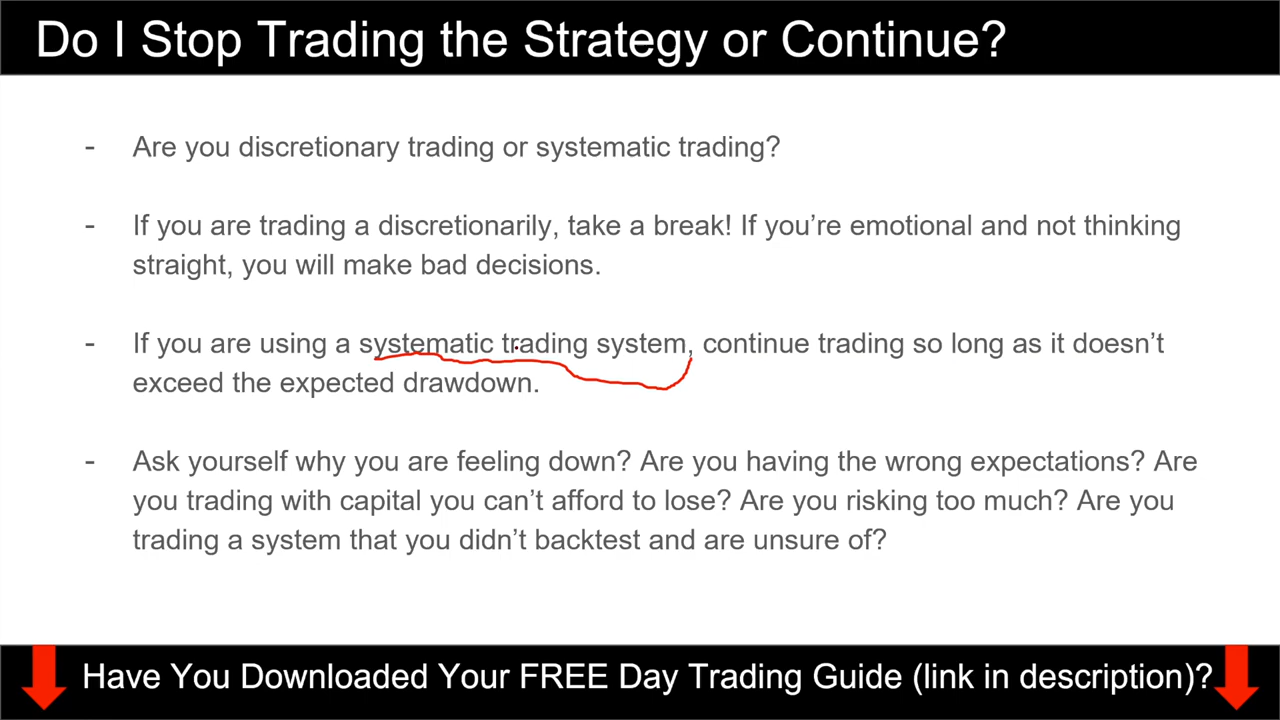 Do I Stop Trading the Strategy or Continue?
- Are you discretionary trading or systematic trading?
- If you are trading a discretionarily, take a break! If you’re emotional and not thinking
straight, you will make bad decisions.
- If you are using a systematic trading system, continue trading so long as it doesn’t
exceed the expected drawdown.
- Ask yourself why you are feeling down? Are you having the wrong expectations? Are
you trading with capital you can’t afford to lose? Are you risking too much? Are you
trading a system that you didn’t backtest and are unsure of?
Have You Downloaded Your FREE Day Trading Guide (link in description)?